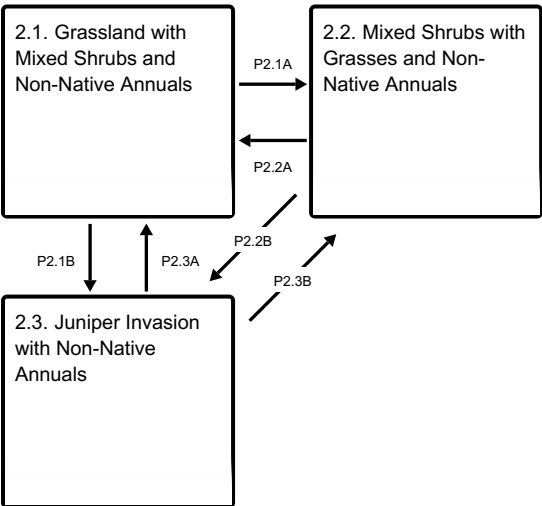 2.1. Grassland with
Mixed Shrubs and
Non-Native Annuals
P2.1A
2.2. Mixed Shrubs with
Grasses and Non-
Native Annuals
P2.2A
P2.2B
P2.1B
P2.3A
P2.3B
2.3. Juniper Invasion
with Non-Native
Annuals